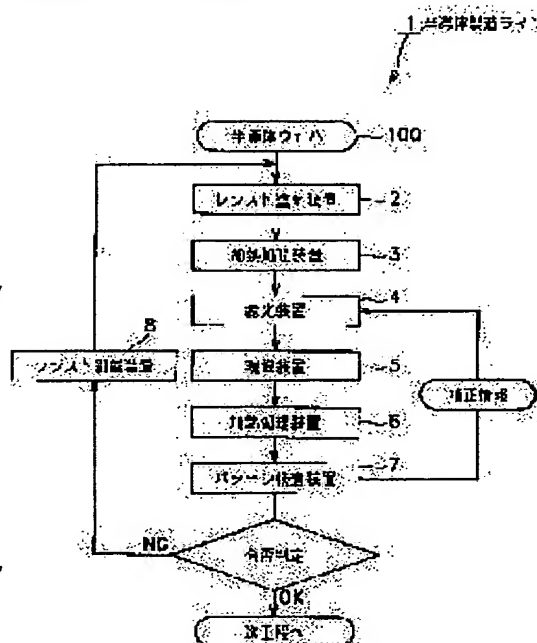 1 半導体製造ライン
半導体ウェハ 100
レジスト塗布装置 2
加熱処理装置 3
露光装置 4
現像装置 5
加熱処理装置 6
パターン検査装置 7
8
レジスト剥離装置
補正情報
NG
良否判定
OK
次工程へ